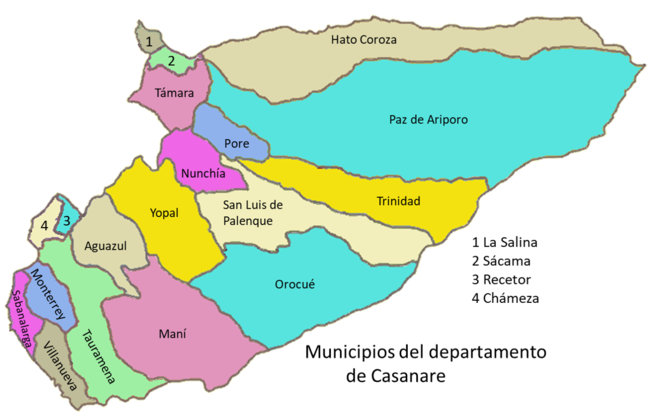 1
2
Hato Coroza
Támara
Paz de Ariporo
Pore
Nunchía
Trinidad
San Luis de
Palenque
Yopal
3
4
Aguazul
Orocué
Monterrey
Sabanalarga
Maní
Tauramena
Villanueva
1 La Salina
2 Sácama
3 Recetor
4 Chámeza
Municipios del departamento
de Casanare